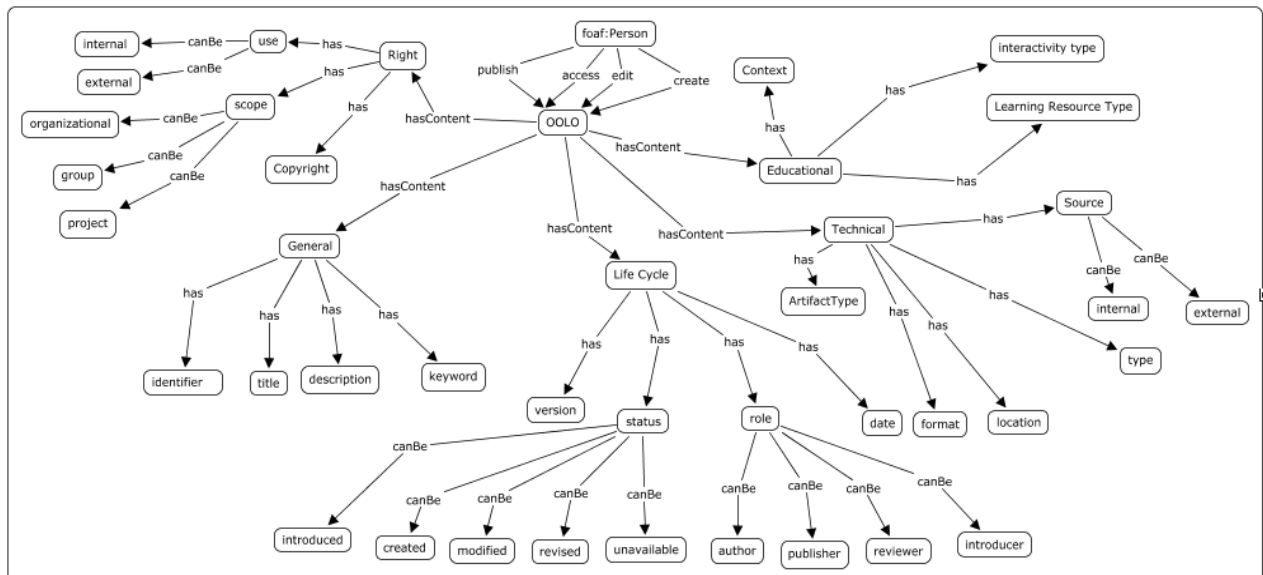 foaf:Person
internal
canBe
use
has
Right
interactivity type
external
canBe
has
publish
access
edit
create
Context
has
Learning Resource Type
scope
organizational
canBe
has
hasContent
OOLO
has
canBe
group
canBe
Copyright
hasContent
Educational
has
project
hasContent
Source
has
General
hasContent
hasContent
Technical
has
canBe
canBe
Life Cycle
ArtifactType
internal
external
has
has
has
has
has
has
has
identifier
title
description
keyword
has
has
has
has
type
version
status
role
date
format
location
canBe
canBe
canBe
canBe
canBe
canBe
canBe
canBe
canBe
introduced
created
modified
revised
unavailable
author
publisher
reviewer
introducer